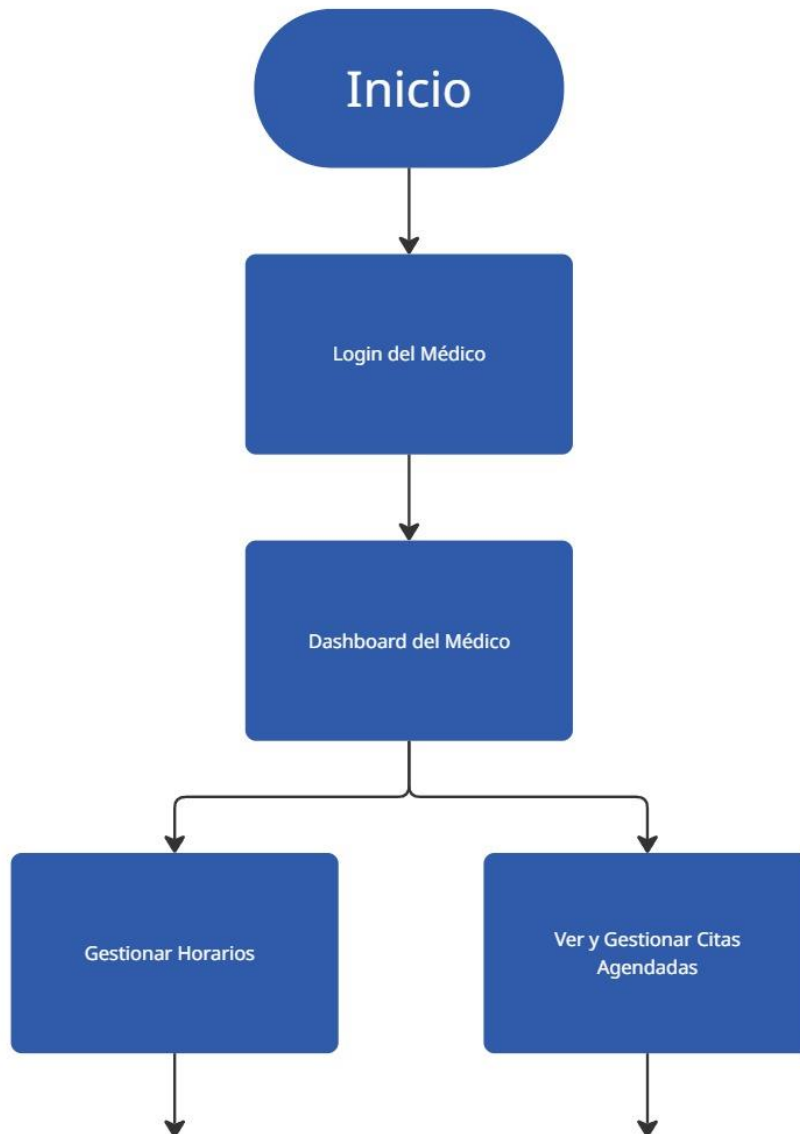 Inicio
Login del Médico
Dashboard del Médico
Gestionar Horarios
Ver y Gestionar Citas
Agendadas